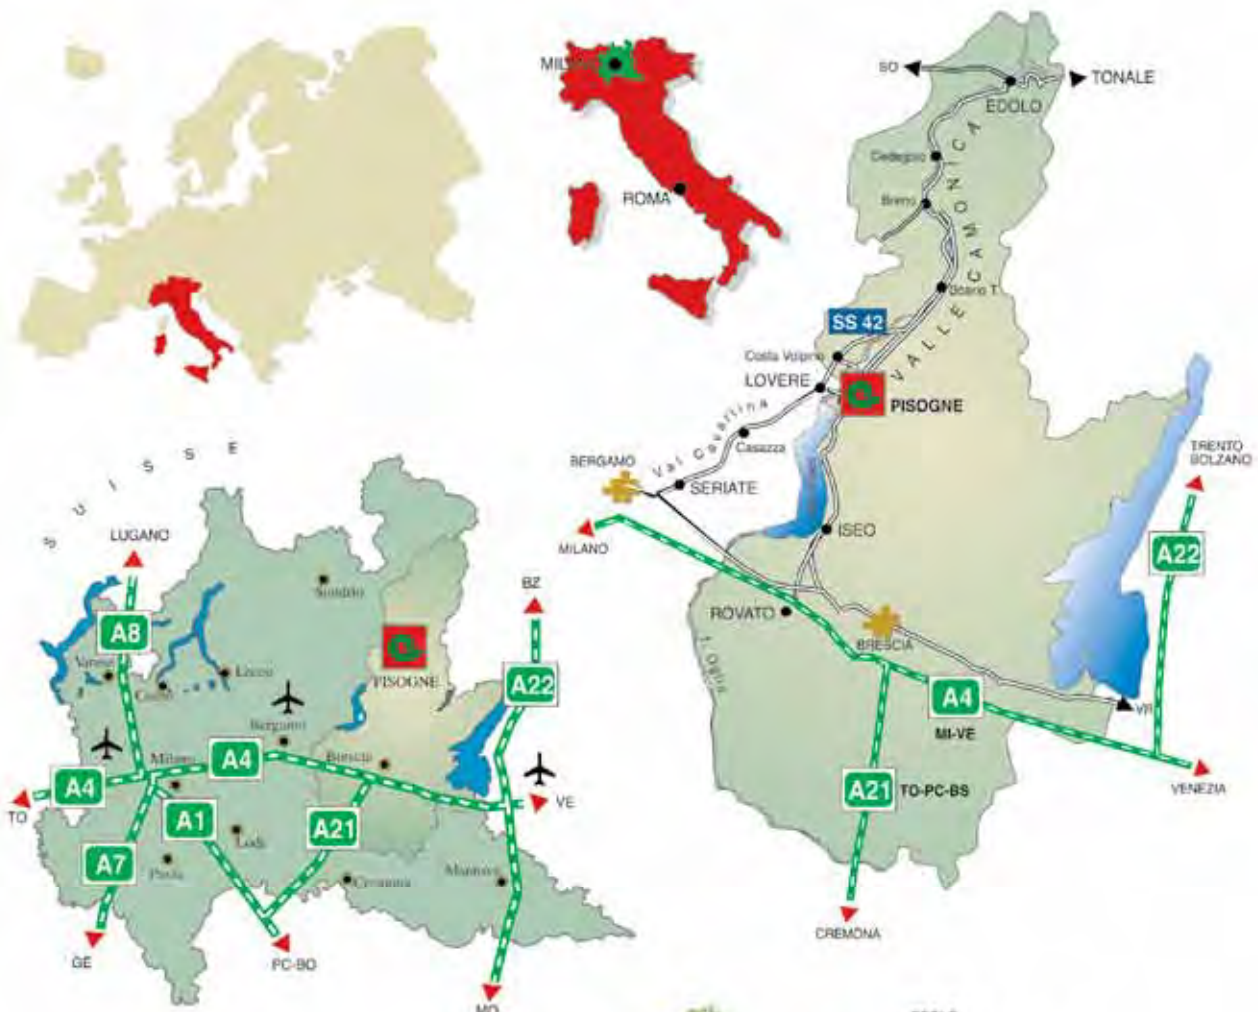 MILANO
ROMA
SO
TONALE
EDOLO
Cedegolo
Breno
VALLE CAMONICA
Boario T.
SS 42
Costa Volpino
LOVERE
PISOGNE
Val Cavallina
Casazza
BERGAMO
SERIATE
TRENTO
BOLZANO
MILANO
ISEO
A22
ROVATO
BRESCIA
f. Oglio
A4
MI-VE
VR
A21
TO-PC-BS
VENEZIA
CREMONA
SUISSE
LUGANO
Sondrio
BZ
A8
Varese
Como
Lecco
PISOGNE
A22
Bergamo
Milano
A4
Brescia
A4
TO
VE
A1
A21
Lodi
A7
Pavia
Cremona
Mantova
GE
PC-BO
MO